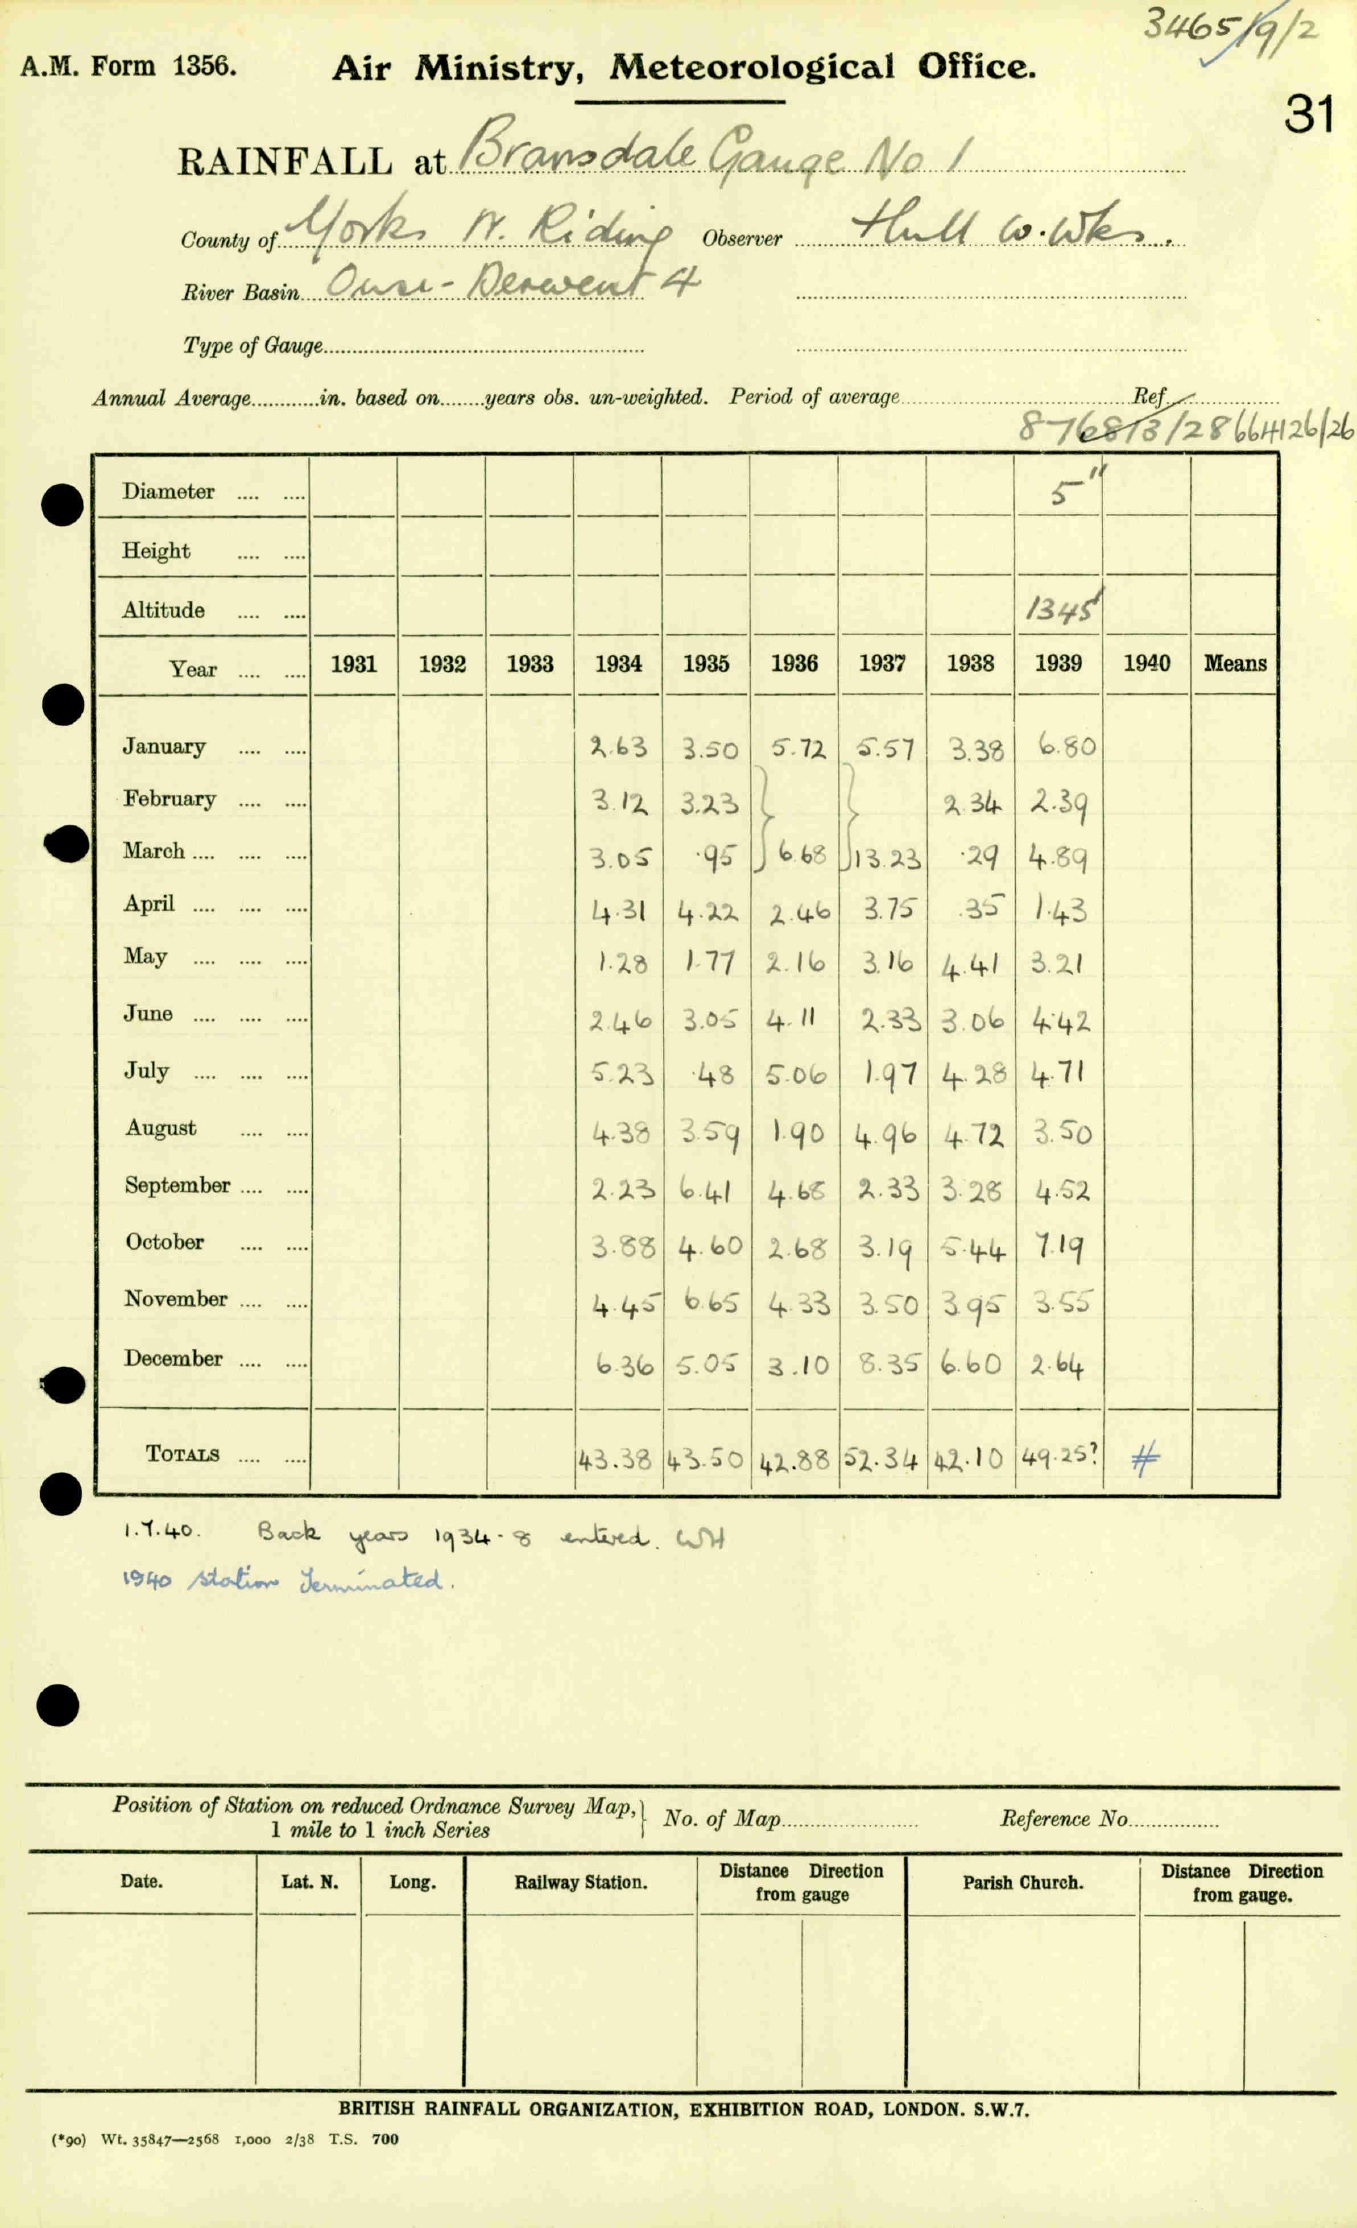 3465/19/2
A.M. Form 1356.
Air Ministry, Meteorological Office.
31
RAINFALL at Bransdale Gauge No 1
County of Yorks N. Riding Observer Hull W. Wks.
River Basin Ouse - Derwent 4
Type of Gauge
Annual Average in. based on years obs. un-weighted. Period of average Ref
664126/26
Diameter 5"
Height
Altitude 1345'
Year 1931 1932 1933 1934 1935 1936 1937 1938 1939 1940 Means
January 2.63 3.50 5.72 5.57 3.38 6.80
February 3.12 3.23 } } 2.34 2.39
March 3.05 .95 6.68 13.23 .29 4.89
April 4.31 4.22 2.46 3.75 .35 1.43
May 1.28 1.77 2.16 3.16 4.41 3.21
June 2.46 3.05 4.11 2.33 3.06 4.42
July 5.23 .48 5.06 1.97 4.28 4.71
August 4.38 3.59 1.90 4.96 4.72 3.50
September 2.23 6.41 4.68 2.33 3.28 4.52
October 3.88 4.60 2.68 3.19 5.44 7.19
November 4.45 6.65 4.33 3.50 3.95 3.55
December 6.36 5.05 3.10 8.35 6.60 2.64
TOTALS 43.38 43.50 42.88 52.34 42.10 49.25? #
1.7.40. Back years 1934-8 entered. WH
1940 Station Terminated.
Position of Station on reduced Ordnance Survey Map, } No. of Map Reference No
1 mile to 1 inch Series
Date. Lat. N. Long. Railway Station. Distance Direction from gauge Parish Church. Distance Direction from gauge.
BRITISH RAINFALL ORGANIZATION, EXHIBITION ROAD, LONDON. S.W.7.
(*90) Wt. 35847—2568 1,000 2/38 T.S. 700